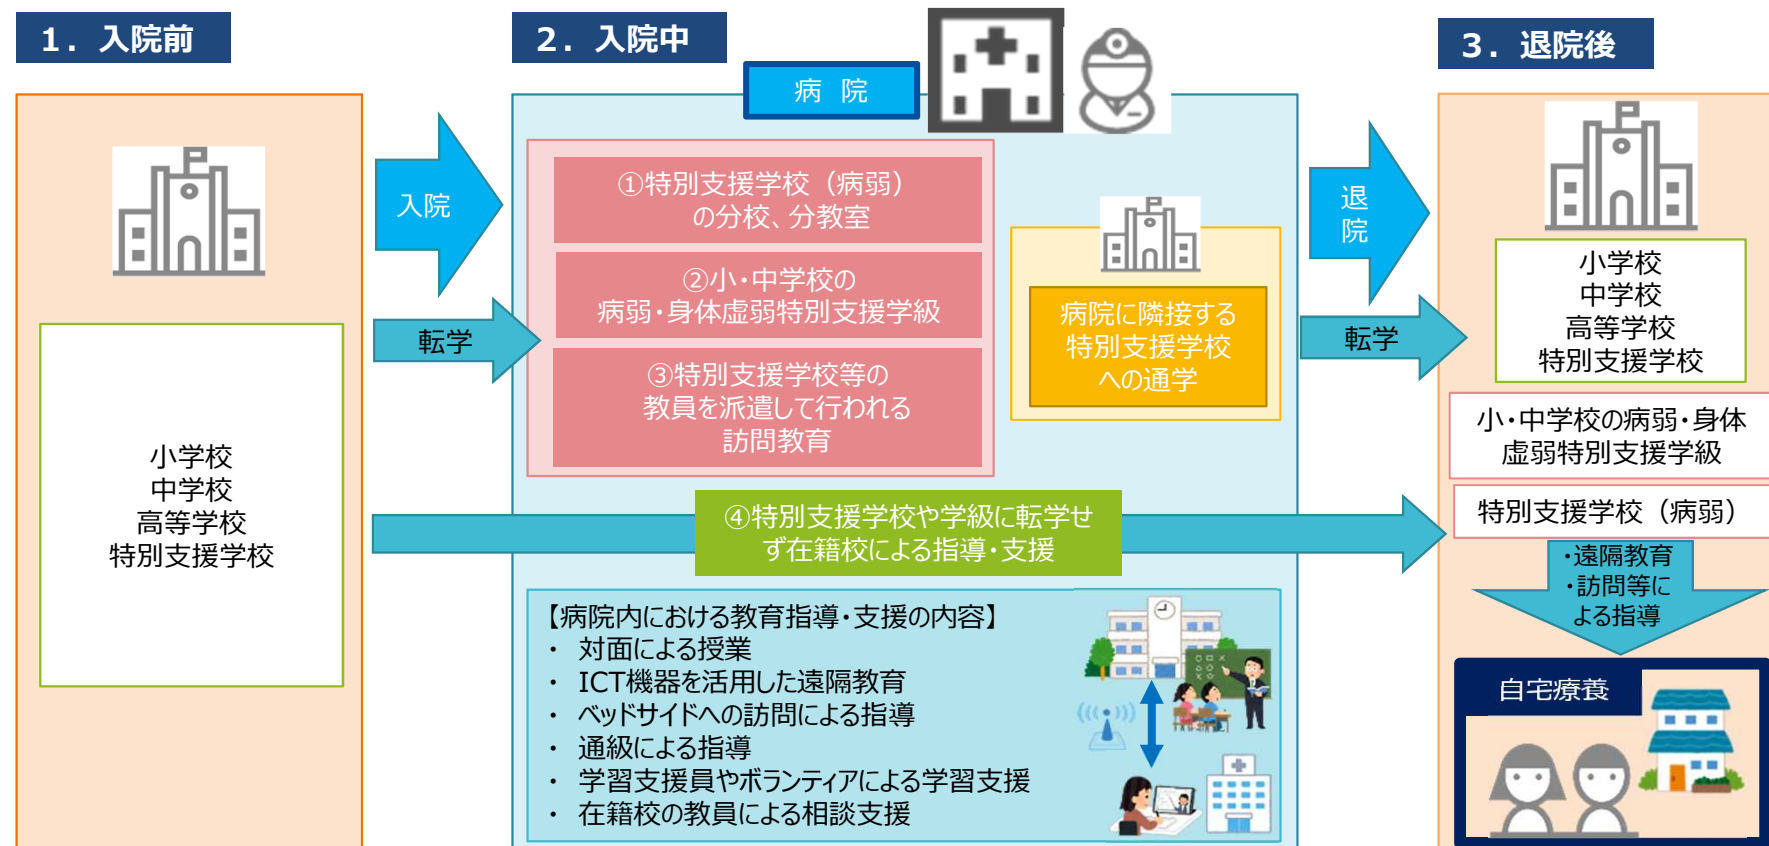 1．入院前
小学校
中学校
高等学校
特別支援学校
入院
転学
2．入院中
病 院
①特別支援学校（病弱）
の分校、分教室
②小・中学校の
病弱・身体虚弱特別支援学級
③特別支援学校等の
教員を派遣して行われる
訪問教育
病院に隣接する
特別支援学校
への通学
④特別支援学校や学級に転学せ
ず在籍校による指導・支援
【病院内における教育指導・支援の内容】
・ 対面による授業
・ ICT機器を活用した遠隔教育
・ ベッドサイドへの訪問による指導
・ 通級による指導
・ 学習支援員やボランティアによる学習支援
・ 在籍校の教員による相談支援
退
院
転学
3．退院後
小学校
中学校
高等学校
特別支援学校
小・中学校の病弱・身体
虚弱特別支援学級
特別支援学校（病弱）
・遠隔教育
・訪問等に
よる指導
自宅療養